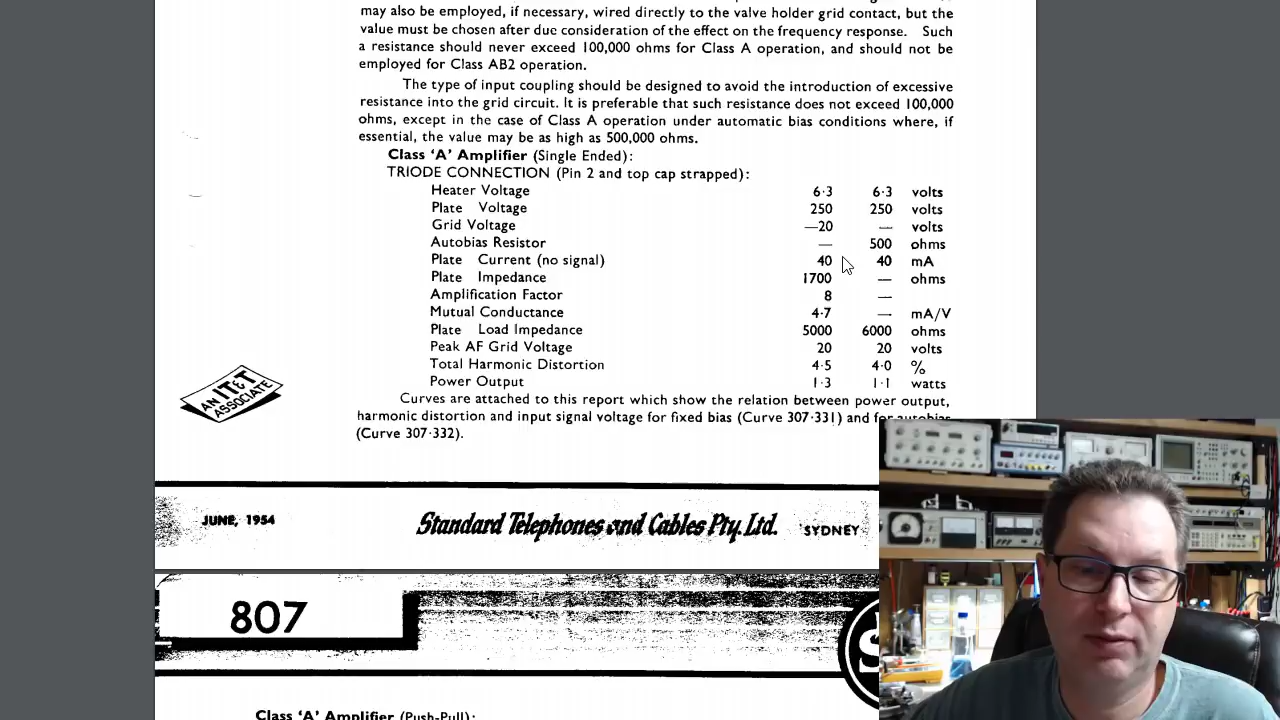 may also be employed, if necessary, wired directly to the valve holder grid contact, but the
value must be chosen after due consideration of the effect on the frequency response. Such
a resistance should never exceed 100,000 ohms for Class A operation, and should not be
employed for Class AB2 operation.
The type of input coupling should be designed to avoid the introduction of excessive
resistance into the grid circuit. It is preferable that such resistance does not exceed 100,000
ohms, except in the case of Class A operation under automatic bias conditions where, if
essential, the value may be as high as 500,000 ohms.
Class 'A' Amplifier (Single Ended):
TRIODE CONNECTION (Pin 2 and top cap strapped):
Heater Voltage 6·3 6·3 volts
Plate Voltage 250 250 volts
Grid Voltage —20 — volts
Autobias Resistor — 500 ohms
Plate Current (no signal) 40 40 mA
Plate Impedance 1700 — ohms
Amplification Factor 8 —
Mutual Conductance 4·7 — mA/V
Plate Load Impedance 5000 6000 ohms
Peak AF Grid Voltage 20 20 volts
Total Harmonic Distortion 4·5 4·0 %
Power Output 1·3 1·1 watts
Curves are attached to this report which show the relation between power output,
harmonic distortion and input signal voltage for fixed bias (Curve 307·331) and for autobias
(Curve 307·332).
AN IT&T
ASSOCIATE
JUNE, 1954 Standard Telephones and Cables Pty. Ltd. SYDNEY
807
Class 'A' Amplifier (Push-Pull):